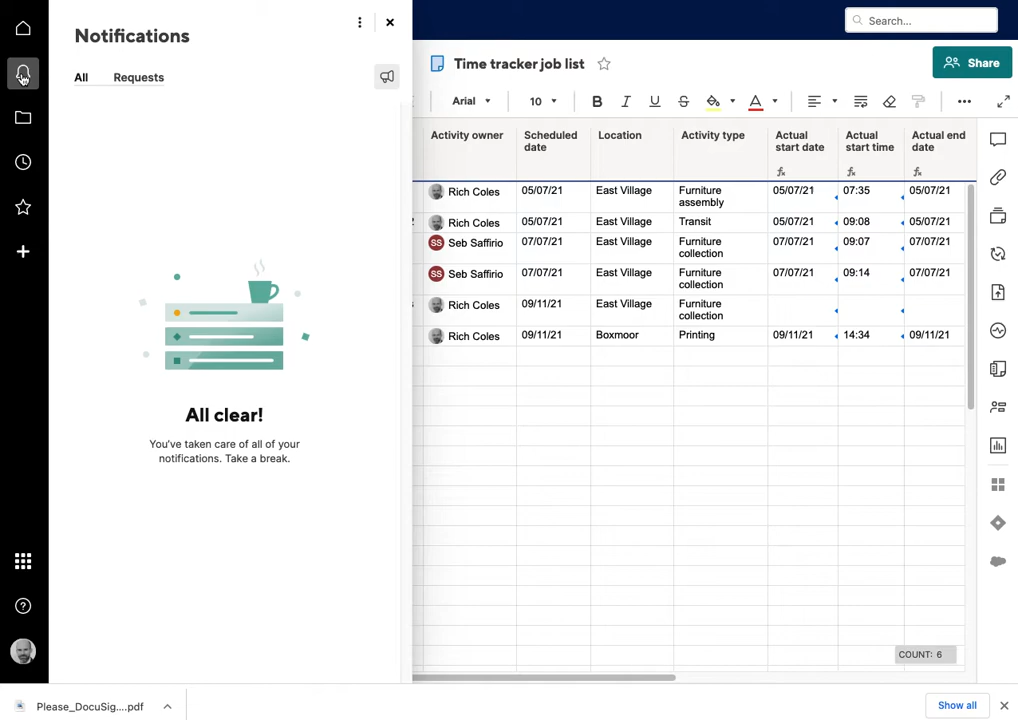 Notifications
All
Requests
All clear!
You've taken care of all of your
notifications. Take a break.
Search...
Time tracker job list
Share
Arial
10
B I U S
A
Activity owner
Scheduled
date
Location
Activity type
Actual
start date
Actual
start time
Actual end
date
fx
fx
fx
Rich Coles 05/07/21 East Village Furniture
assembly 05/07/21 07:35 05/07/21
Rich Coles 05/07/21 East Village Transit 05/07/21 09:08 05/07/21
SS Seb Saffirio 07/07/21 East Village Furniture
collection 07/07/21 09:07 07/07/21
SS Seb Saffirio 07/07/21 East Village Furniture
collection 07/07/21 09:14 07/07/21
Rich Coles 09/11/21 East Village Furniture
collection
Rich Coles 09/11/21 Boxmoor Printing 09/11/21 14:34 09/11/21
COUNT: 6
Please_DocuSig....pdf
Show all